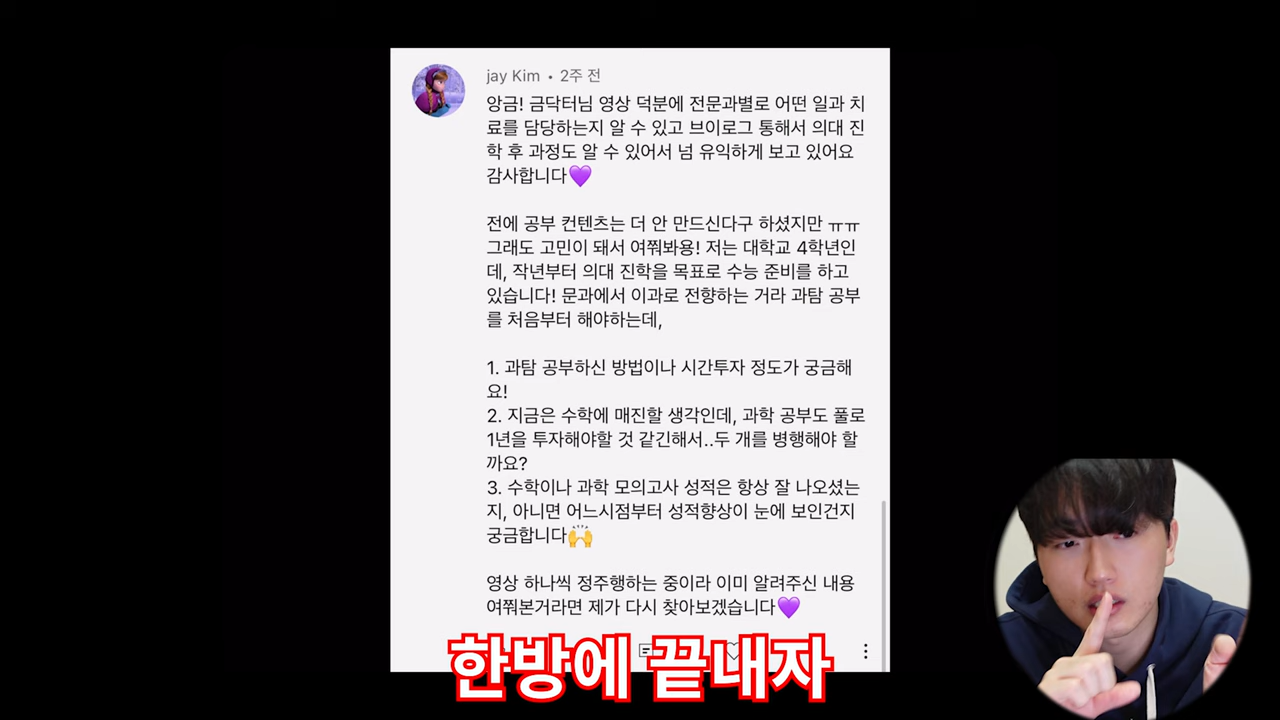 jay Kim • 2주 전
앙금! 금닥터님 영상 덕분에 전문과별로 어떤 일과 치
료를 담당하는지 알 수 있고 브이로그 통해서 의대 진
학 후 과정도 알 수 있어서 넘 유익하게 보고 있어요
감사합니다💜
전에 공부 컨텐츠는 더 안 만드신다구 하셨지만 ㅠㅠ
그래도 고민이 돼서 여쭤봐용! 저는 대학교 4학년인
데, 작년부터 의대 진학을 목표로 수능 준비를 하고
있습니다! 문과에서 이과로 전향하는 거라 과탐 공부
를 처음부터 해야하는데,
1. 과탐 공부하신 방법이나 시간투자 정도가 궁금해
요!
2. 지금은 수학에 매진할 생각인데, 과학 공부도 풀로
1년을 투자해야할 것 같긴해서..두 개를 병행해야 할
까요?
3. 수학이나 과학 모의고사 성적은 항상 잘 나오셨는
지, 아니면 어느시점부터 성적향상이 눈에 보인건지
궁금합니다🙌
영상 하나씩 정주행하는 중이라 이미 알려주신 내용
여쭤본거라면 제가 다시 찾아보겠습니다💜
한방에 끝내자